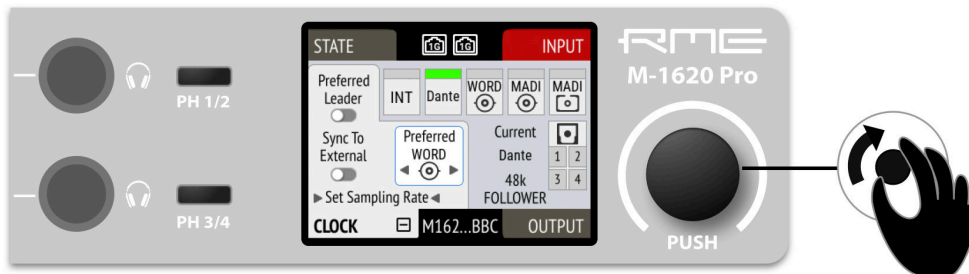 RME
M-1620 Pro
PH 1/2
PH 3/4
STATE
1G
1G
INPUT
Preferred
Leader
INT
Dante
WORD
MADI
MADI
Sync To
External
Preferred
WORD
Current
Dante
48k
FOLLOWER
1 2
3 4
Set Sampling Rate
CLOCK
M162...BBC
OUTPUT
PUSH